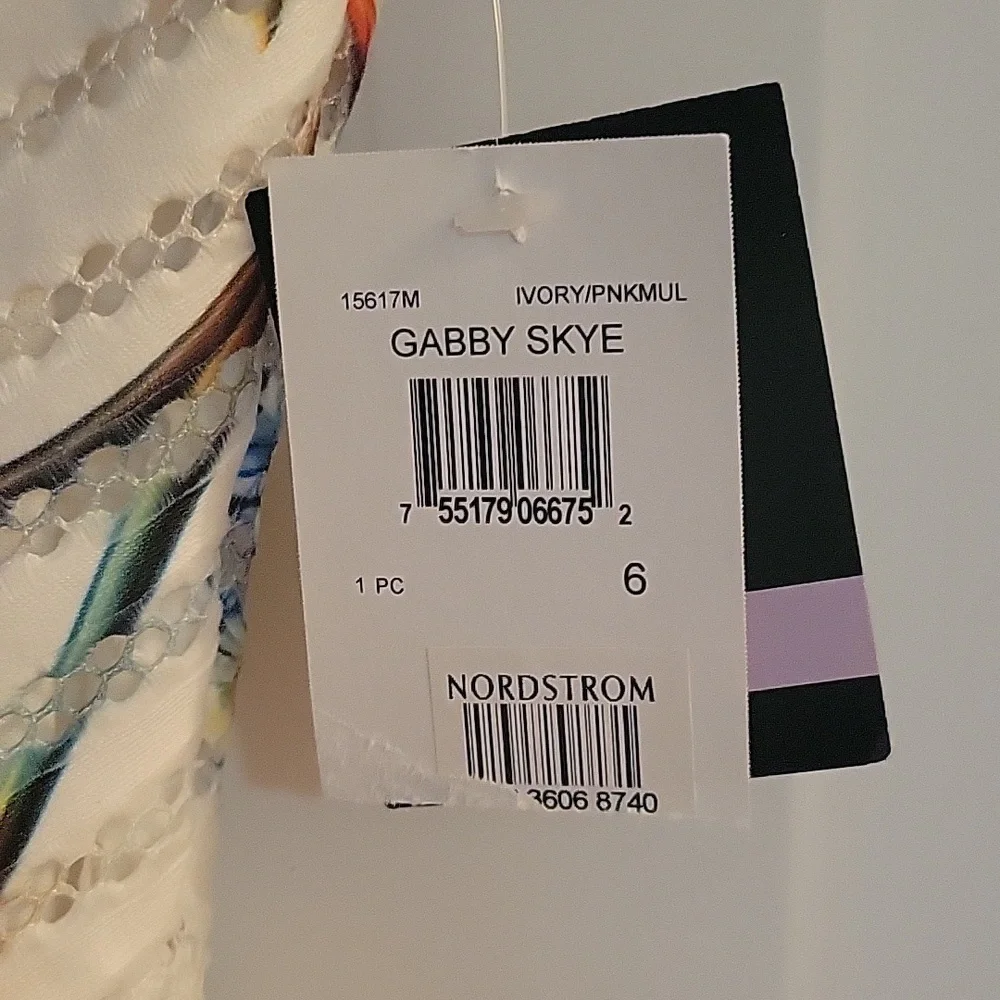 15617M IVORY/PNKMUL
GABBY SKYE
7 55179 06675 2
1 PC 6
NORDSTROM
3606 8740